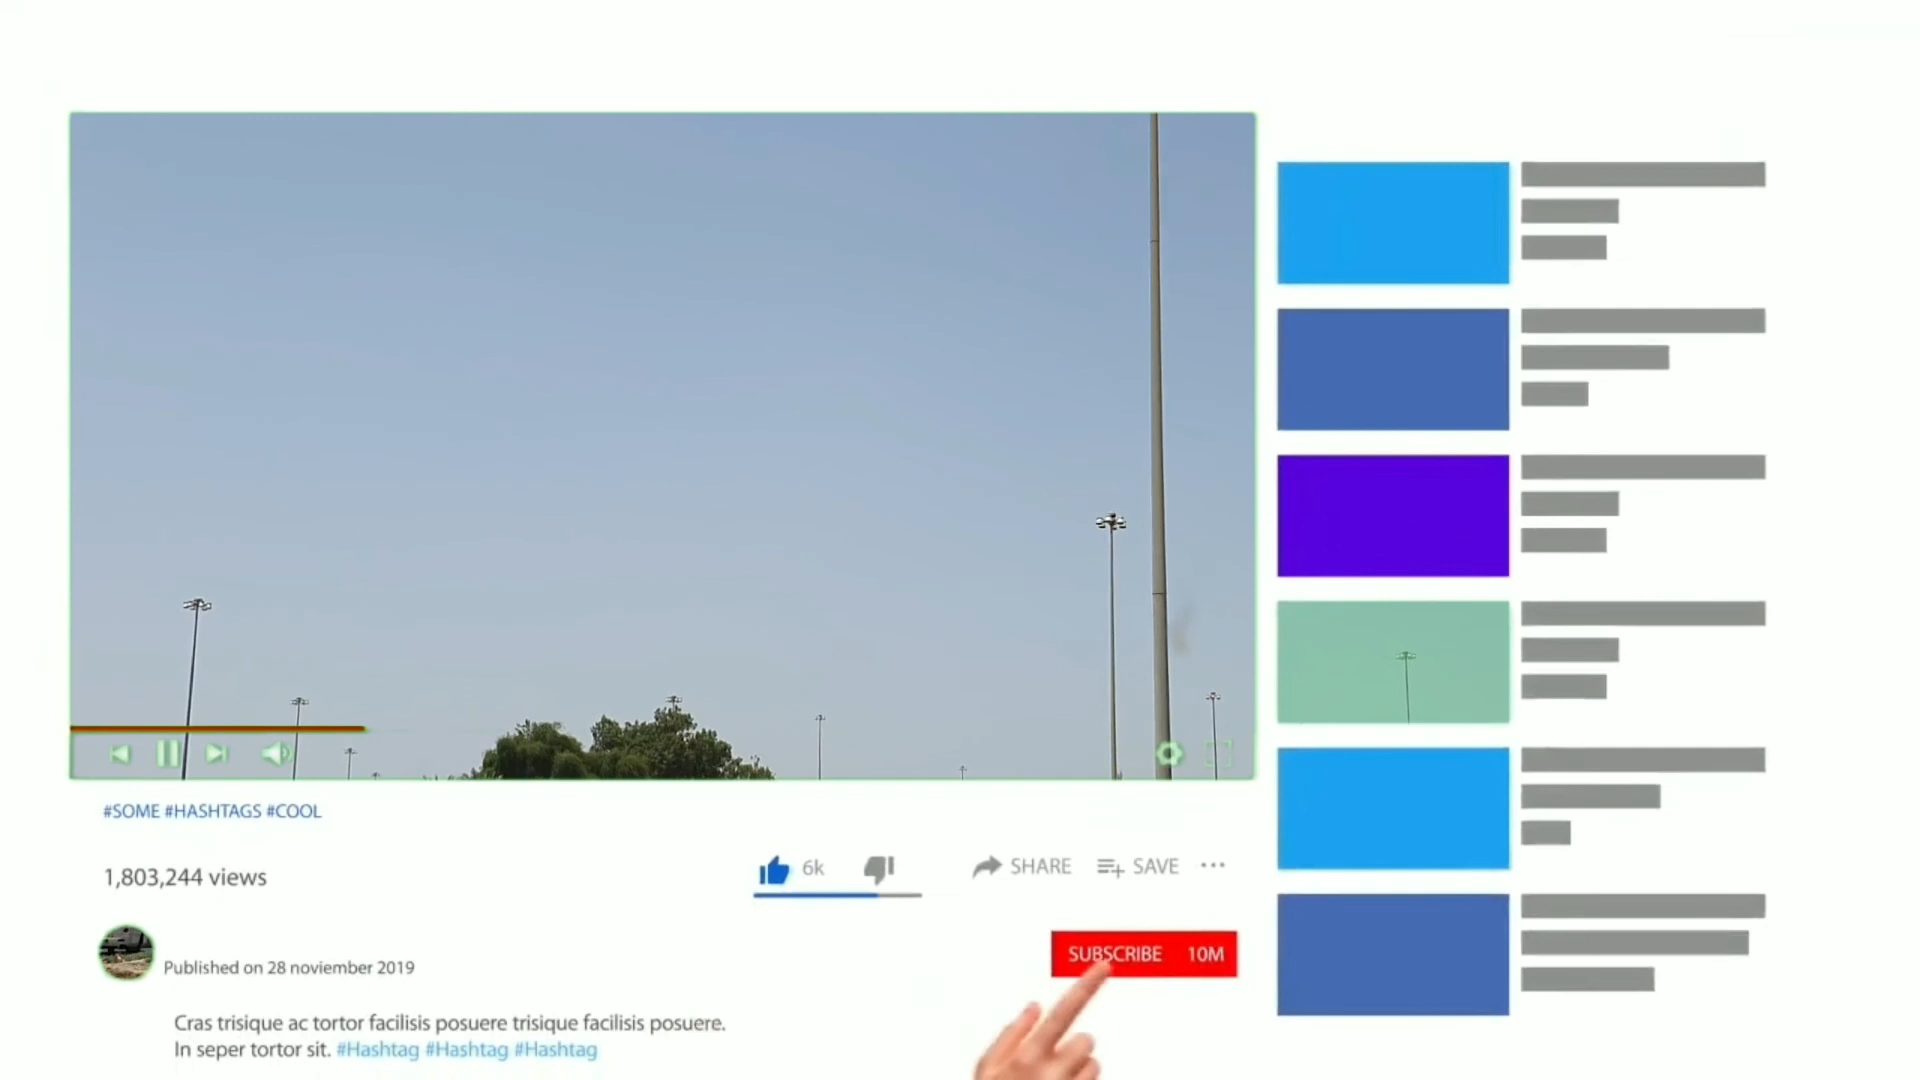 #SOME #HASHTAGS #COOL
1,803,244 views
6k
SHARE
SAVE
SUBSCRIBE 10M
Published on 28 noviember 2019
Cras trisique ac tortor facilisis posuere trisique facilisis posuere.
In seper tortor sit. #Hashtag #Hashtag #Hashtag